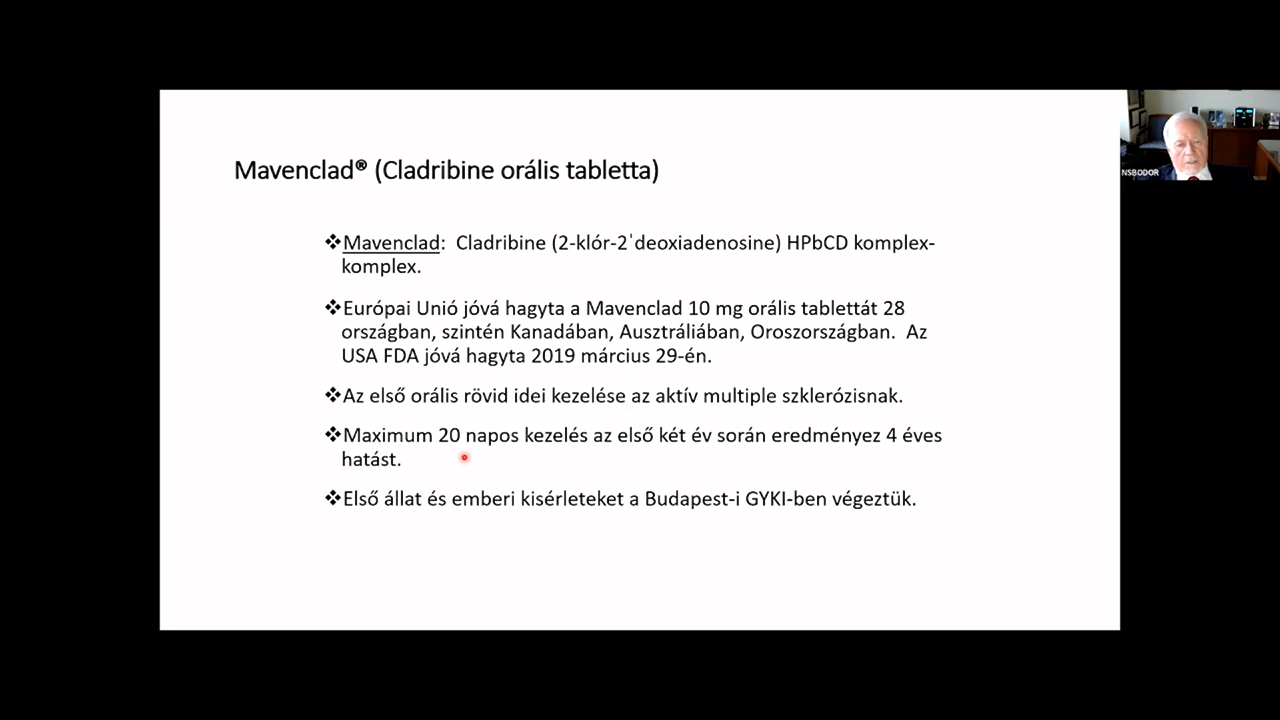 Mavenclad® (Cladribine orális tabletta)
❖Mavenclad:  Cladribine (2-klór-2'deoxiadenosine) HPbCD komplex-
komplex.
❖Európai Unió jóvá hagyta a Mavenclad 10 mg orális tablettát 28
országban, szintén Kanadában, Ausztráliában, Oroszországban.  Az
USA FDA jóvá hagyta 2019 március 29-én.
❖Az első orális rövid idei kezelése az aktív multiple szklerózisnak.
❖Maximum 20 napos kezelés az első két év során eredményez 4 éves
hatást.
❖Első állat és emberi kisérleteket a Budapest-i GYKI-ben végeztük.
NSBODOR